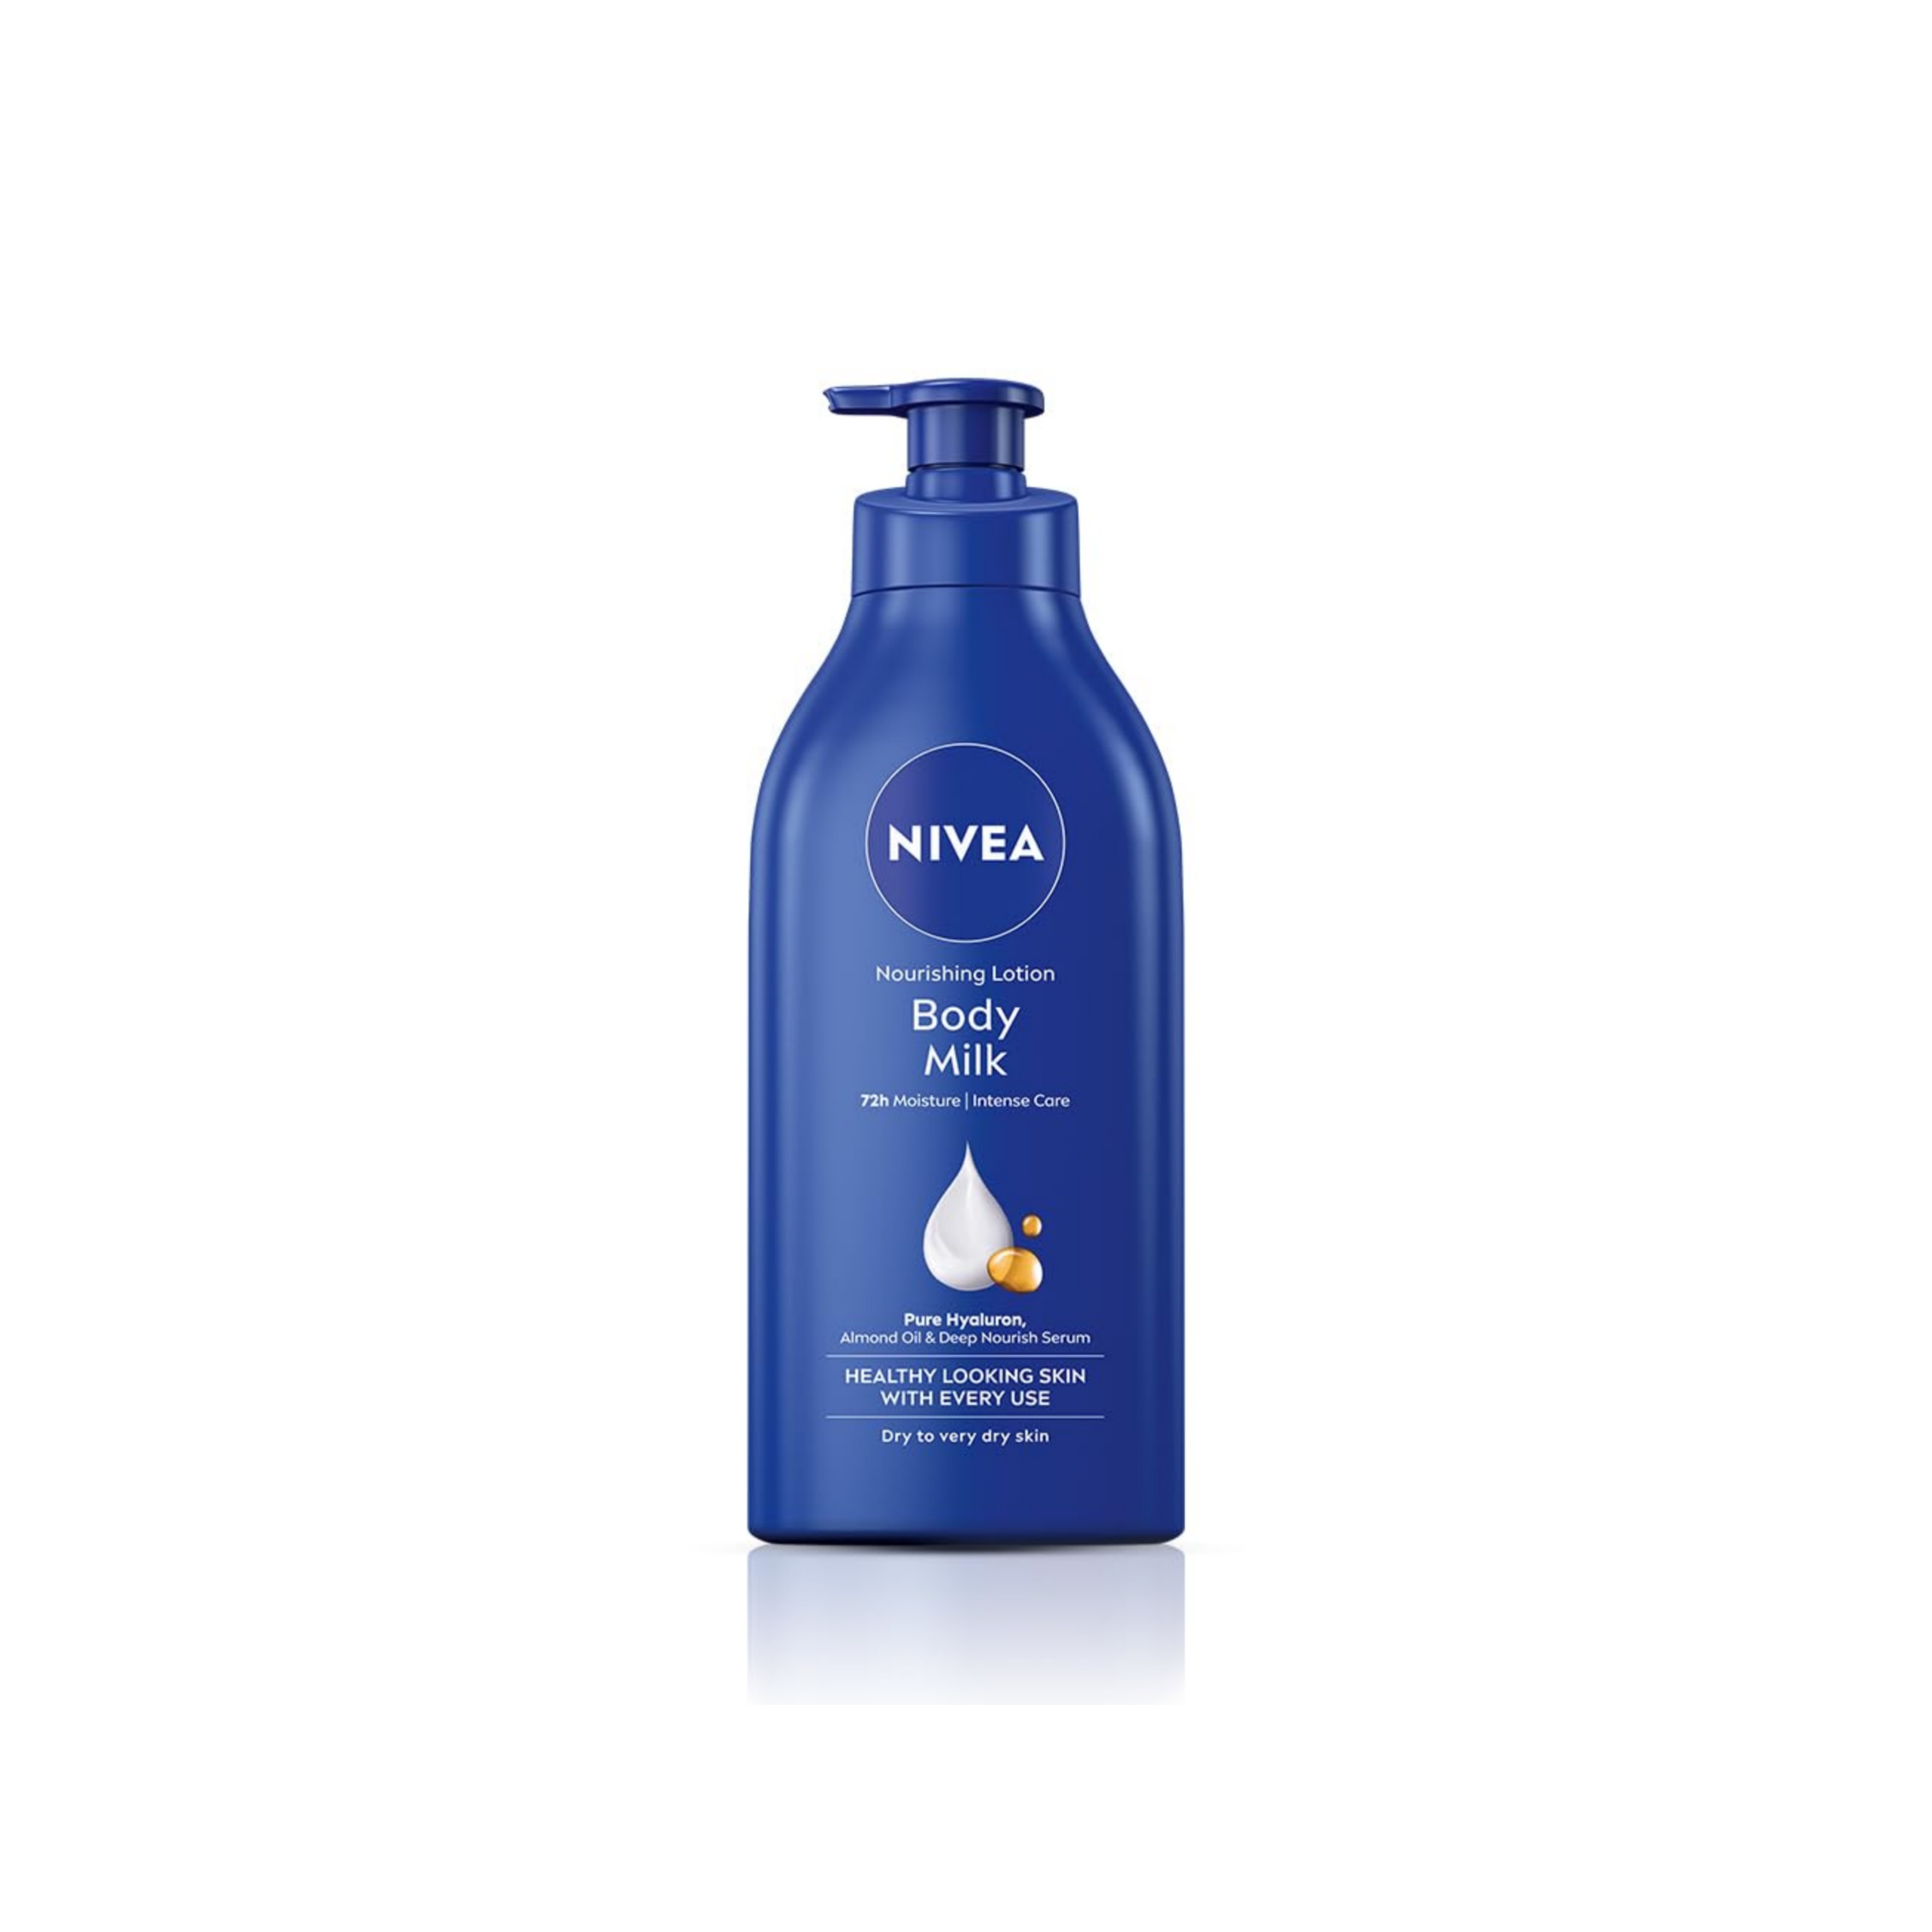 NIVEA
Nourishing Lotion
Body
Milk
72h Moisture | Intense Care
Pure Hyaluron,
Almond Oil & Deep Nourish Serum
HEALTHY LOOKING SKIN
WITH EVERY USE
Dry to very dry skin